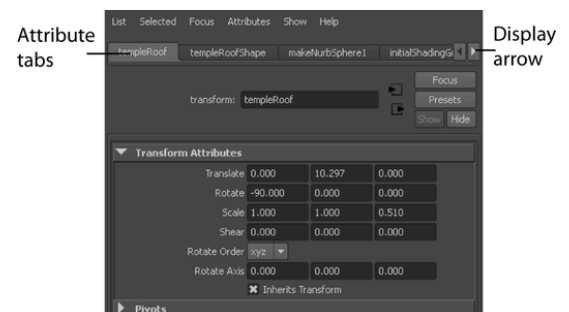 Attribute tabs
Display arrow
List Selected Focus Attributes Show Help
templeRoof templeRoofShape makeNurbSphere1 initialShadingG
transform: templeRoof
Focus
Presets
Show Hide
Transform Attributes
Translate 0.000 10.297 0.000
Rotate -90.000 0.000 0.000
Scale 1.000 1.000 0.510
Shear 0.000 0.000 0.000
Rotate Order xyz
Rotate Axis 0.000 0.000 0.000
Inherits Transform
Pivots